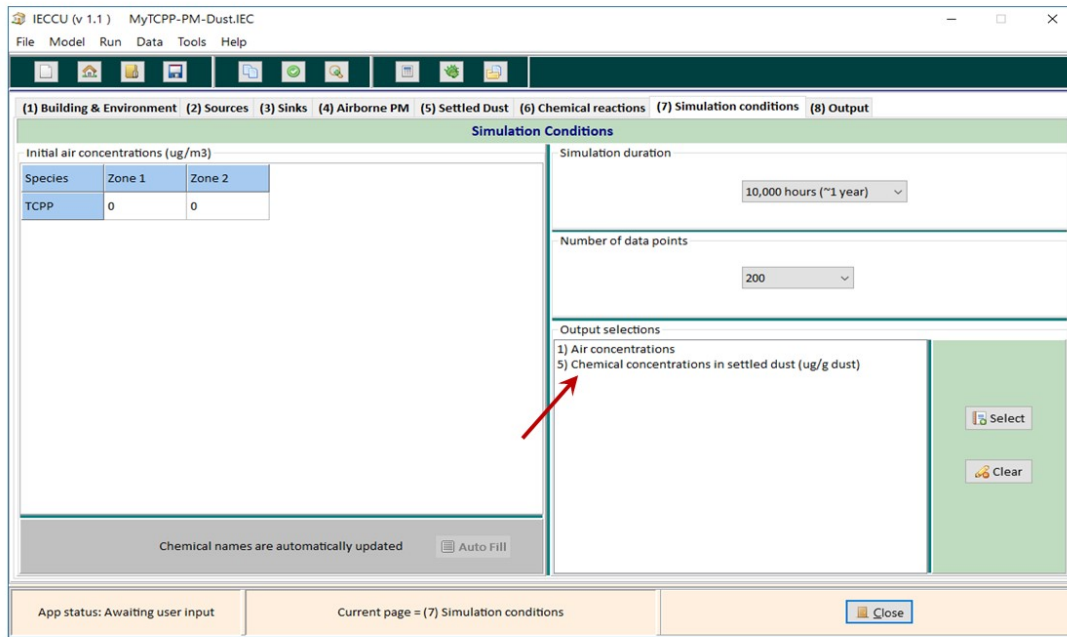 IECCU (v 1.1 ) MyTCPP-PM-Dust.IEC
File Model Run Data Tools Help
(1) Building & Environment (2) Sources (3) Sinks (4) Airborne PM (5) Settled Dust (6) Chemical reactions (7) Simulation conditions (8) Output
Simulation Conditions
Initial air concentrations (ug/m3)
Species Zone 1 Zone 2
TCPP 0 0
Chemical names are automatically updated Auto Fill
Simulation duration
10,000 hours (~1 year)
Number of data points
200
Output selections
1) Air concentrations
5) Chemical concentrations in settled dust (ug/g dust)
Select
Clear
App status: Awaiting user input Current page = (7) Simulation conditions Close